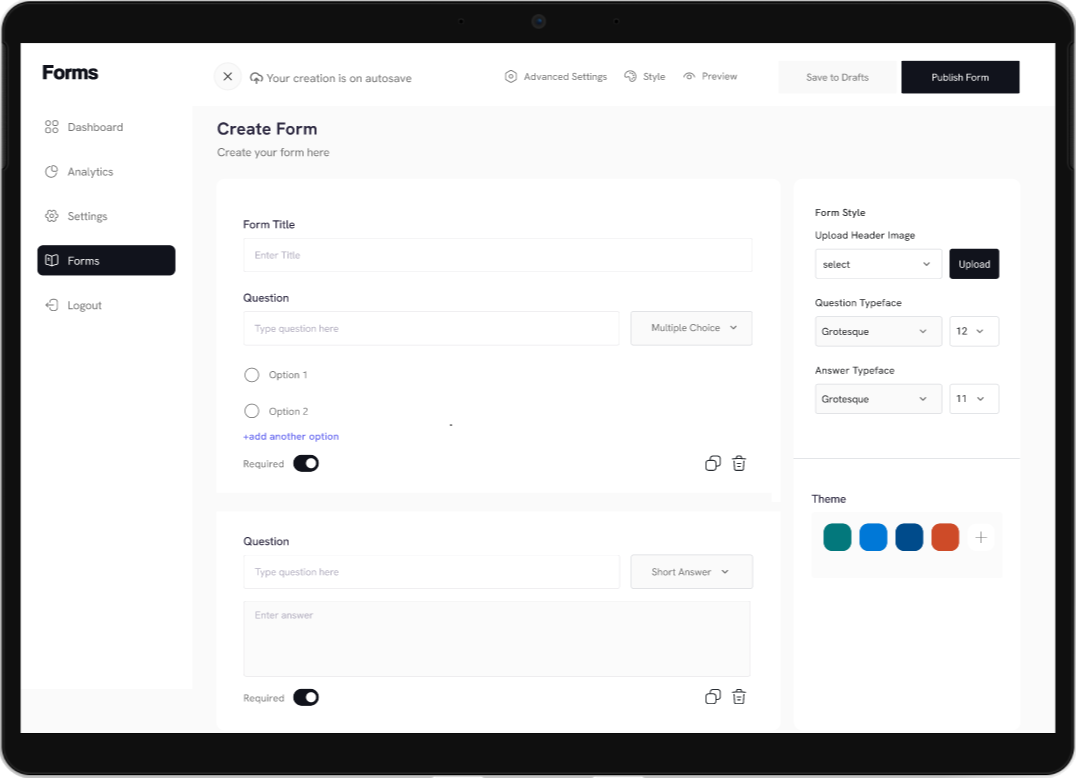 Forms
Your creation is on autosave
Advanced Settings
Style
Preview
Save to Drafts
Publish Form
Dashboard
Analytics
Settings
Forms
Logout
Create Form
Create your form here
Form Title
Enter Title
Question
Type question here
Multiple Choice
Option 1
Option 2
+add another option
Required
Question
Type question here
Short Answer
Enter answer
Required
Form Style
Upload Header Image
select
Upload
Question Typeface
Grotesque
12
Answer Typeface
Grotesque
11
Theme